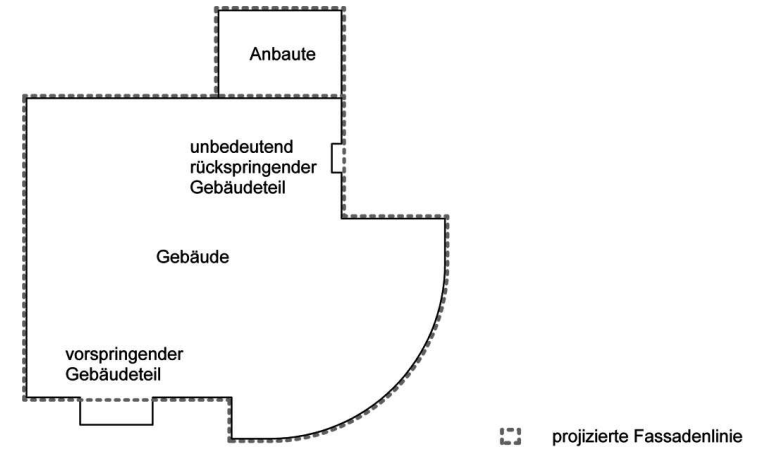 Anbaute
unbedeutend
rückspringender
Gebäudeteil
Gebäude
vorspringender
Gebäudeteil
projizierte Fassadenlinie